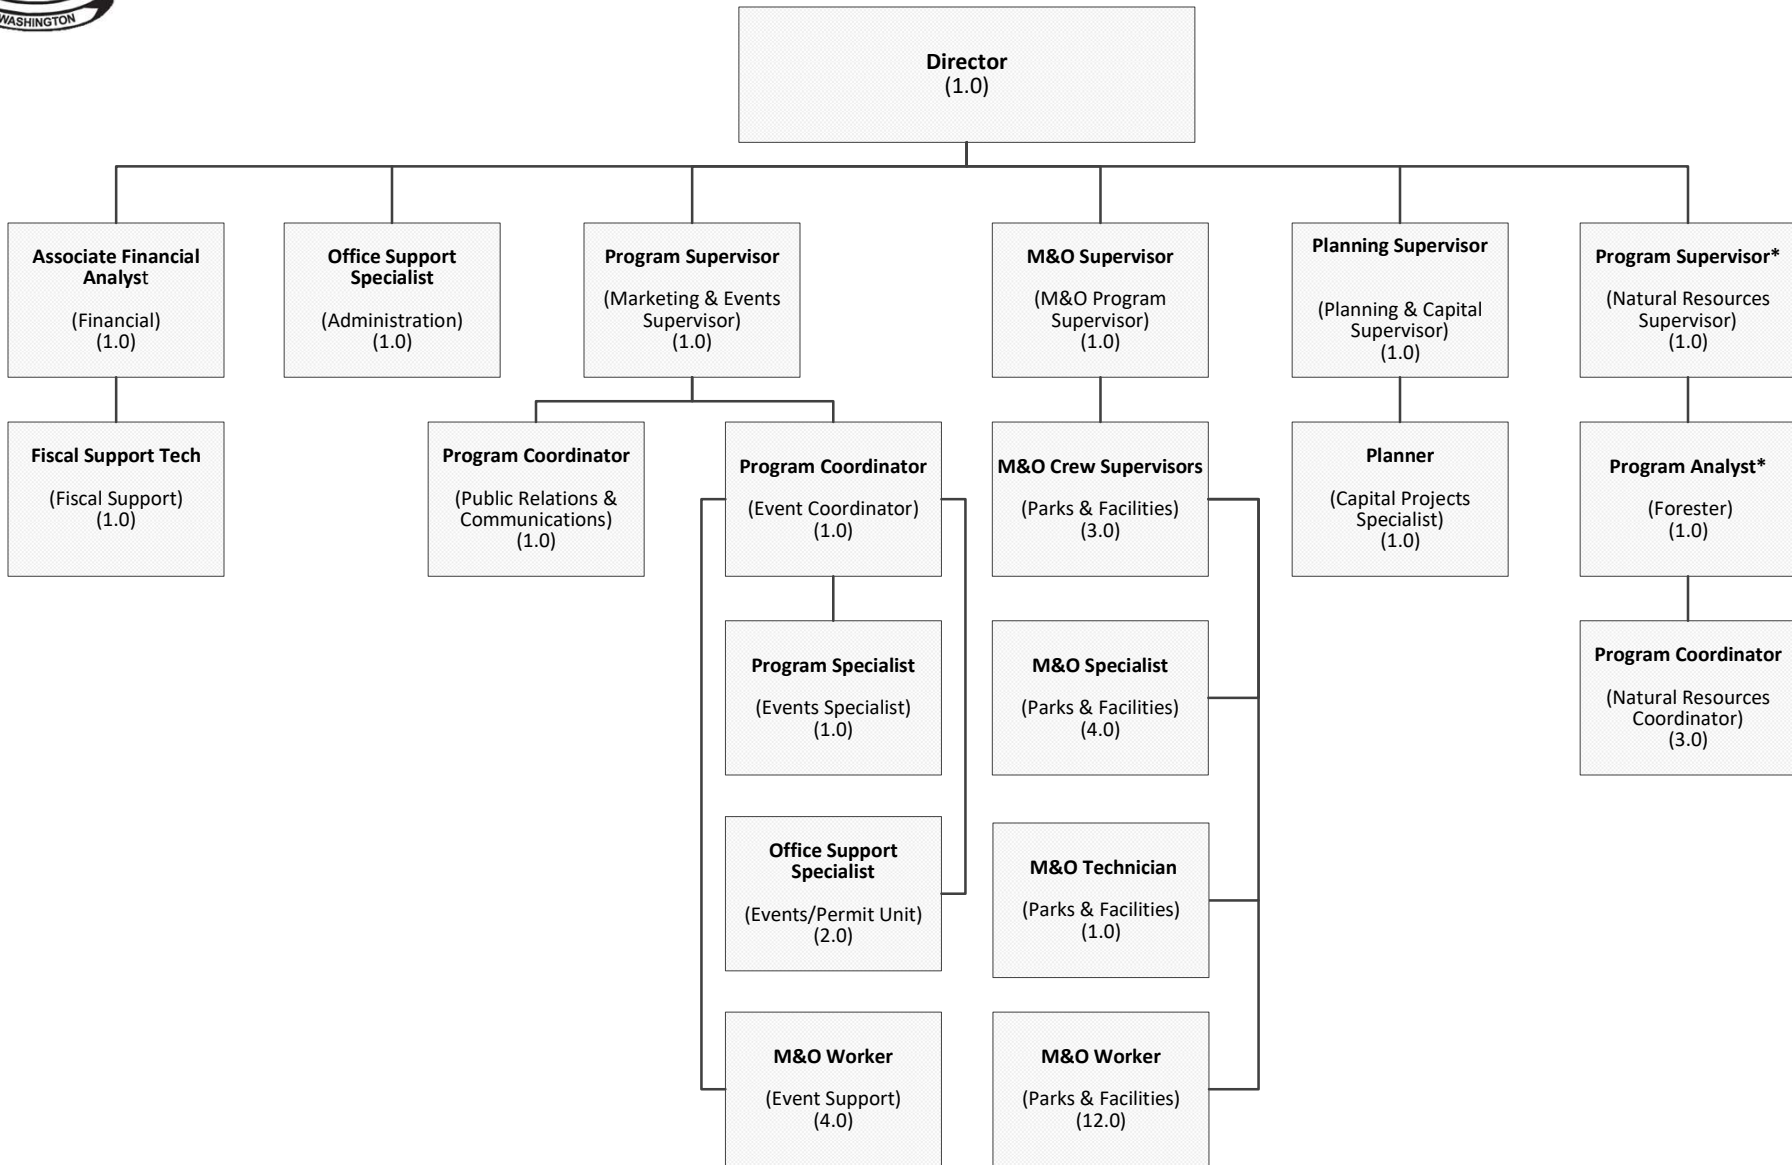 WASHINGTON
Director
(1.0)
Associate Financial
Analyst
(Financial)
(1.0)
Office Support
Specialist
(Administration)
(1.0)
Program Supervisor
(Marketing & Events
Supervisor)
(1.0)
M&O Supervisor
(M&O Program
Supervisor)
(1.0)
Planning Supervisor
(Planning & Capital
Supervisor)
(1.0)
Program Supervisor*
(Natural Resources
Supervisor)
(1.0)
Fiscal Support Tech
(Fiscal Support)
(1.0)
Program Coordinator
(Public Relations &
Communications)
(1.0)
Program Coordinator
(Event Coordinator)
(1.0)
M&O Crew Supervisors
(Parks & Facilities)
(3.0)
Planner
(Capital Projects
Specialist)
(1.0)
Program Analyst*
(Forester)
(1.0)
Program Specialist
(Events Specialist)
(1.0)
M&O Specialist
(Parks & Facilities)
(4.0)
Program Coordinator
(Natural Resources
Coordinator)
(3.0)
Office Support
Specialist
(Events/Permit Unit)
(2.0)
M&O Technician
(Parks & Facilities)
(1.0)
M&O Worker
(Event Support)
(4.0)
M&O Worker
(Parks & Facilities)
(12.0)